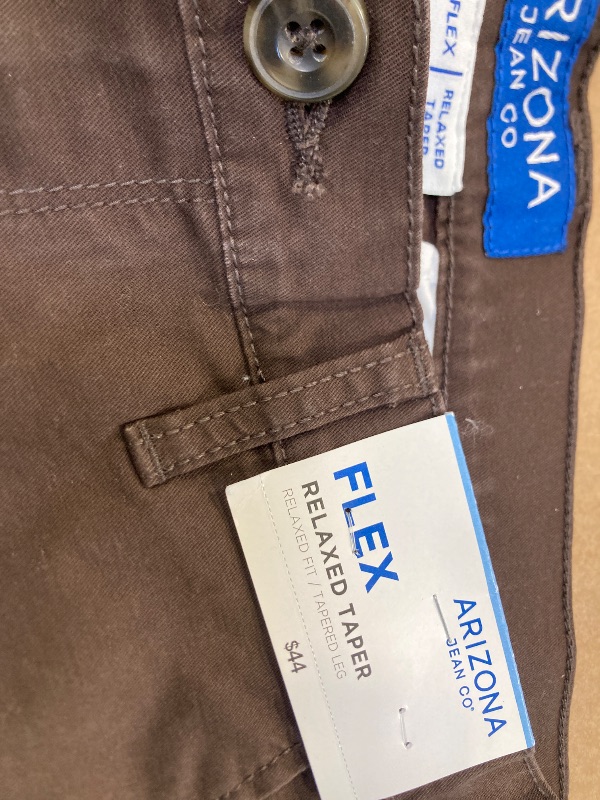 ARIZONA
JEAN CO
FLEX | RELAXED
TAPER
ARIZONA
JEAN CO®
FLEX
RELAXED TAPER
RELAXED FIT / TAPERED LEG
$44